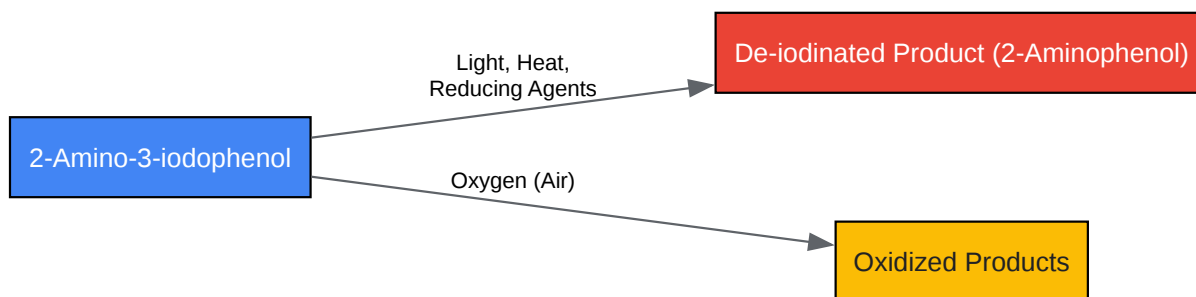 De-iodinated Product (2-Aminophenol)
Light, Heat,
Reducing Agents
2-Amino-3-iodophenol
Oxygen (Air)
Oxidized Products